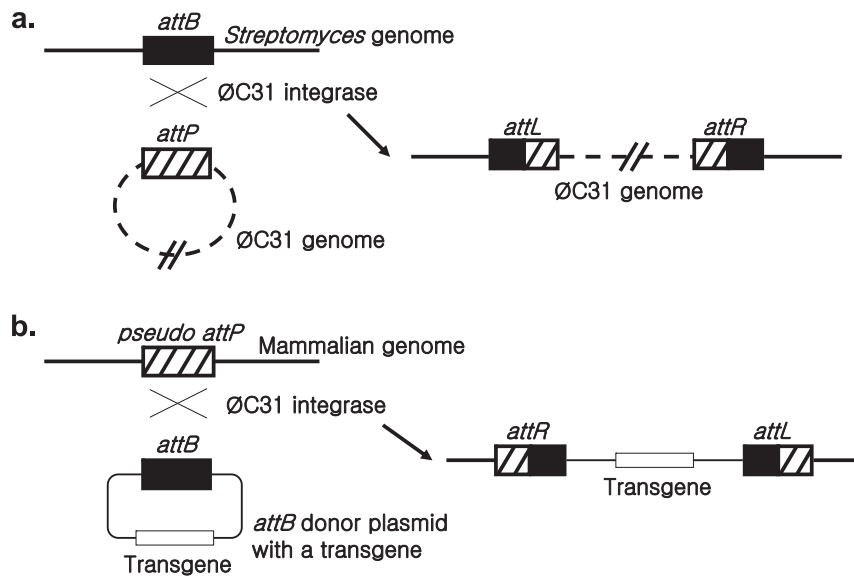 a.
attB
Streptomyces genome
ØC31 integrase
attP
ØC31 genome
attL
attR
ØC31 genome
b.
pseudo attP
Mammalian genome
ØC31 integrase
attB
Transgene
attB donor plasmid
with a transgene
attR
attL
Transgene